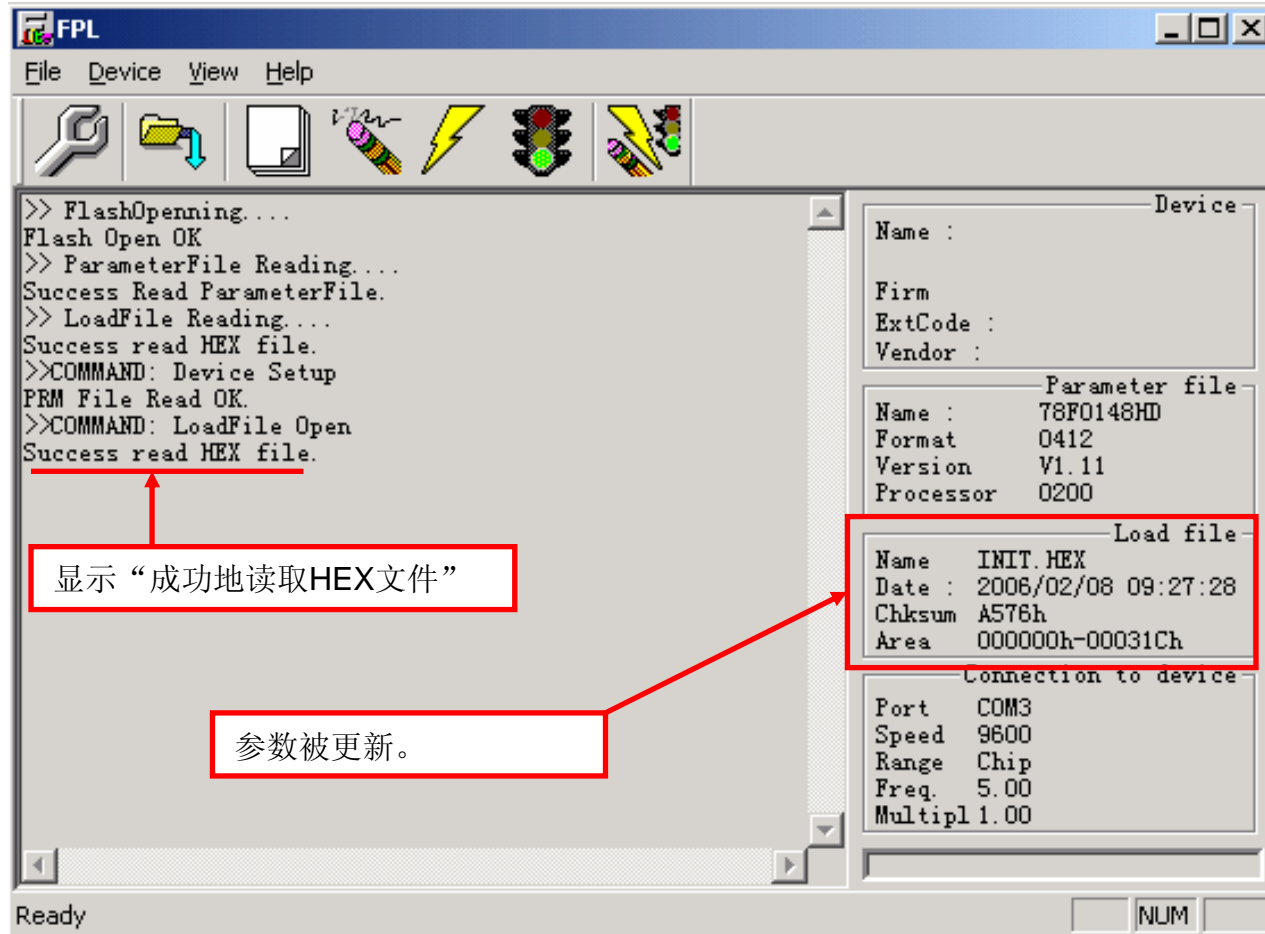 FPL
File Device View Help
>> FlashOpenning....
Flash Open OK
>> ParameterFile Reading....
Success Read ParameterFile.
>> LoadFile Reading....
Success read HEX file.
>>COMMAND: Device Setup
PRM File Read OK.
>>COMMAND: LoadFile Open
Success read HEX file.
显示“成功地读取HEX文件”
参数被更新。
Device
Name :
Firm
ExtCode :
Vendor :
Parameter file
Name : 78F0148HD
Format 0412
Version V1.11
Processor 0200
Load file
Name INIT.HEX
Date : 2006/02/08 09:27:28
Chksum A576h
Area 000000h-00031Ch
Connection to device
Port COM3
Speed 9600
Range Chip
Freq. 5.00
Multipl 1.00
Ready
NUM